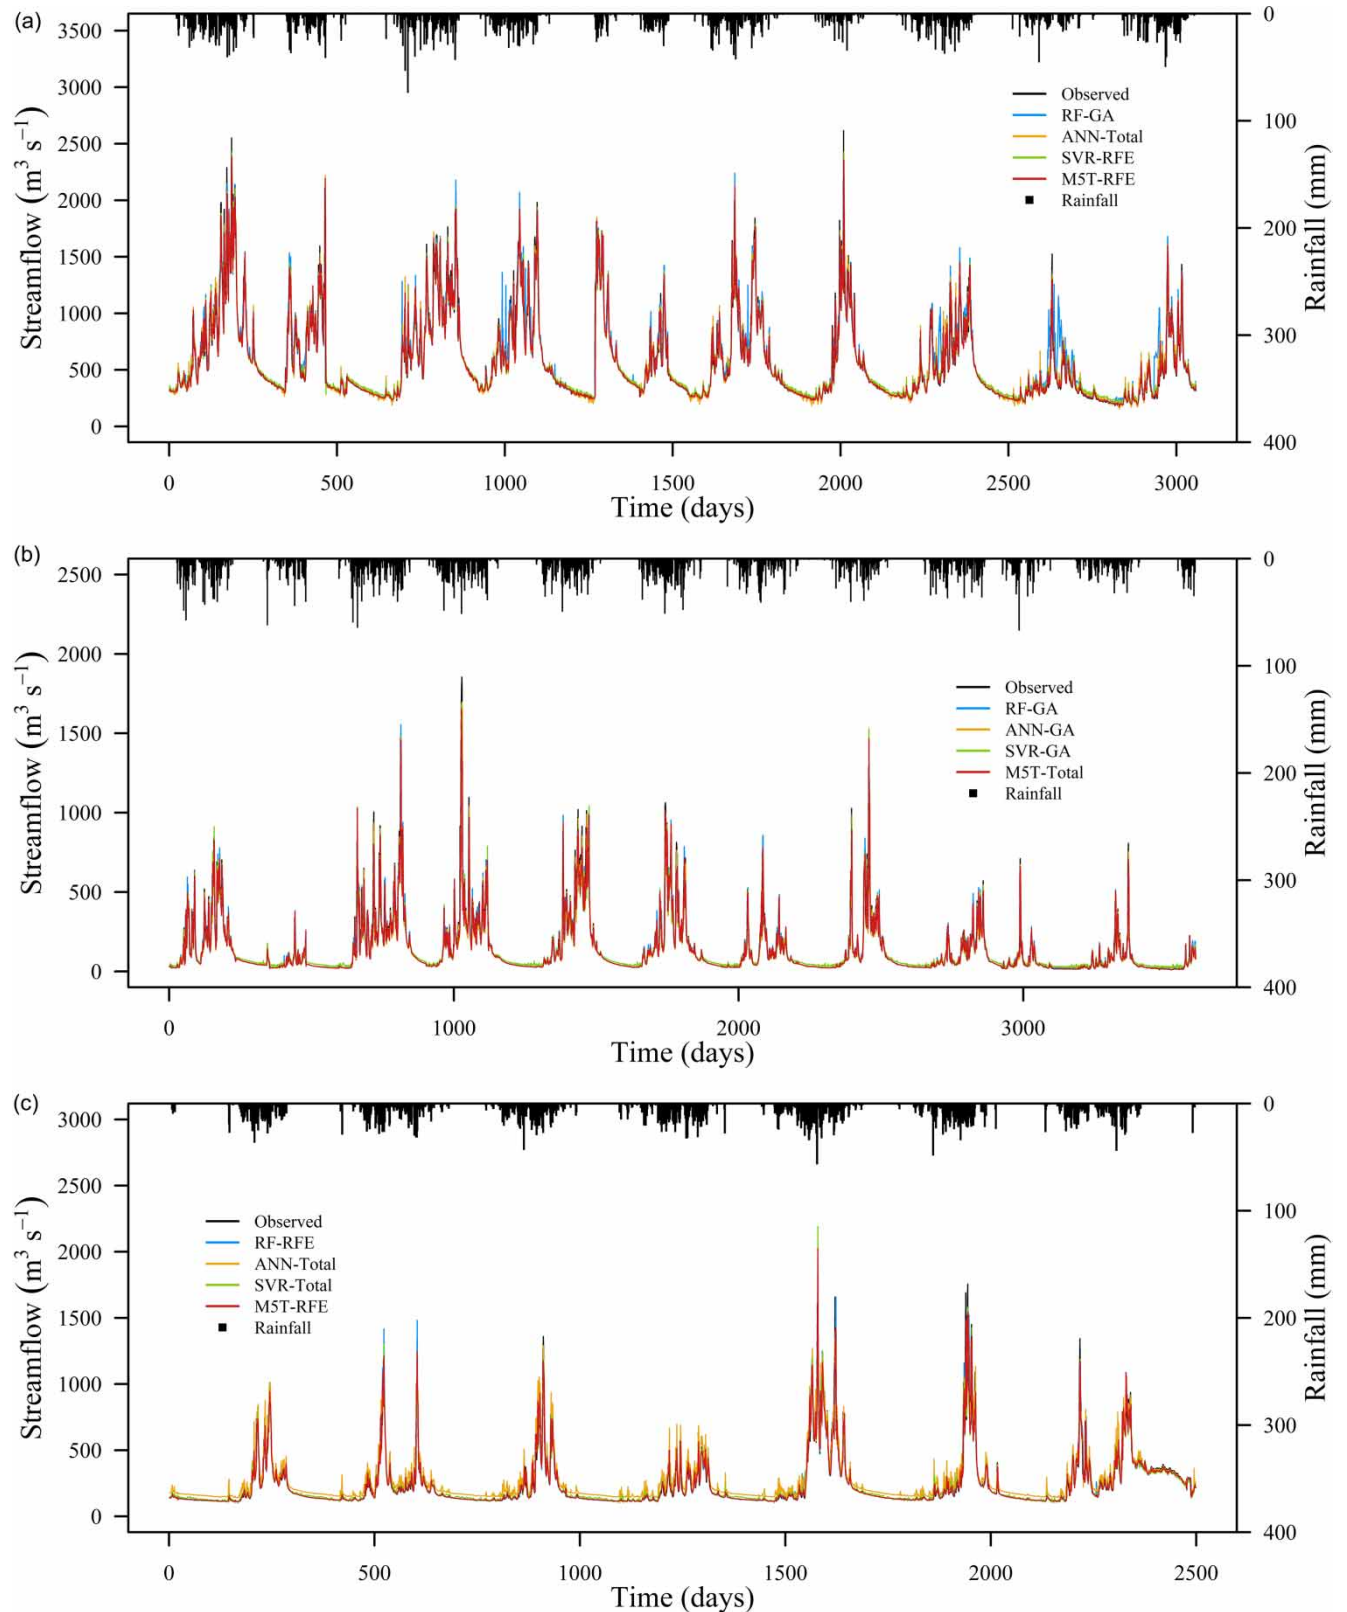 (a)
3500
3000
2500
2000
1500
1000
500
0
Streamflow (m³ s⁻¹)
0
100
200
300
400
Rainfall (mm)
Observed
RF-GA
ANN-Total
SVR-RFE
M5T-RFE
Rainfall
0 500 1000 1500 2000 2500 3000
Time (days)
(b)
2500
2000
1500
1000
500
0
Streamflow (m³ s⁻¹)
0
100
200
300
400
Rainfall (mm)
Observed
RF-GA
ANN-GA
SVR-GA
M5T-Total
Rainfall
0 1000 2000 3000
Time (days)
(c)
3000
2500
2000
1500
1000
500
0
Streamflow (m³ s⁻¹)
0
100
200
300
400
Rainfall (mm)
Observed
RF-RFE
ANN-Total
SVR-Total
M5T-RFE
Rainfall
0 500 1000 1500 2000 2500
Time (days)